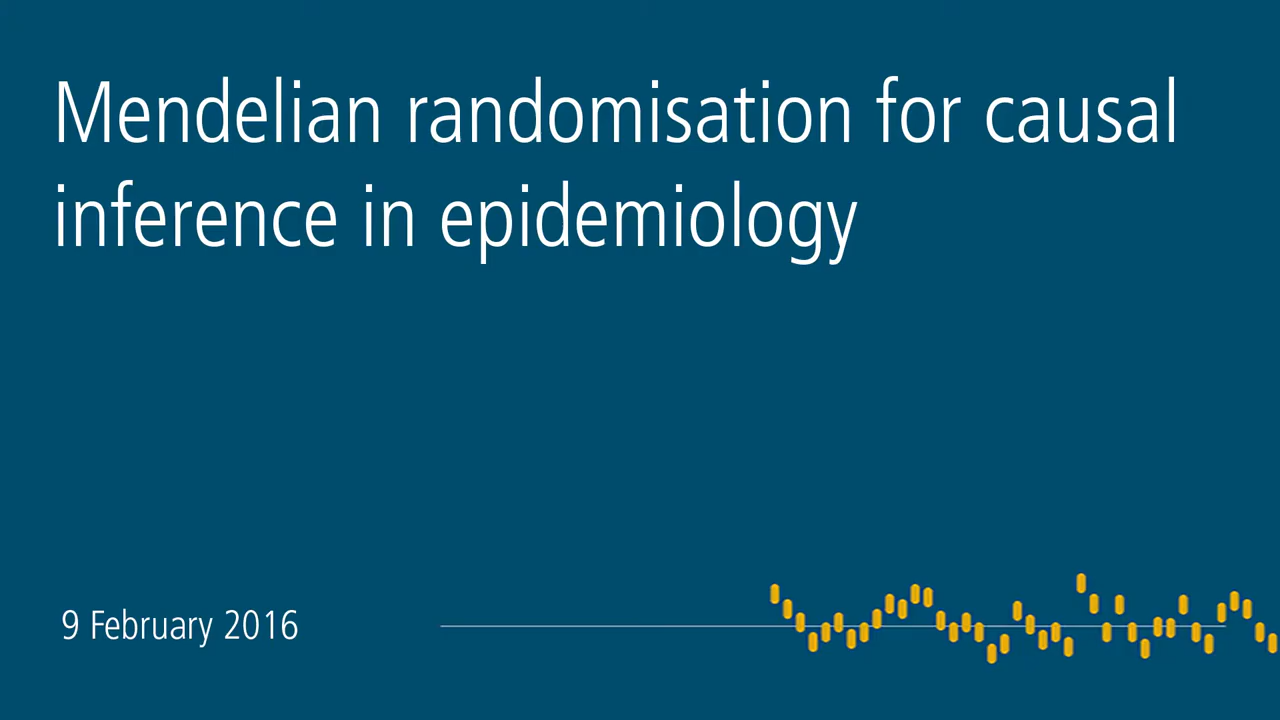 Mendelian randomisation for causal
inference in epidemiology
9 February 2016